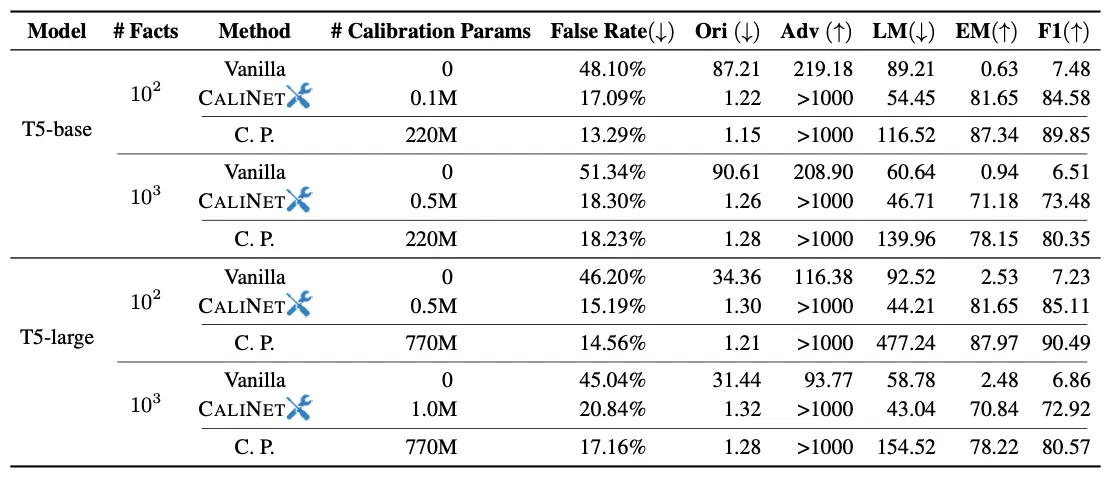 Model # Facts Method # Calibration Params False Rate(↓) Ori (↓) Adv (↑) LM(↓) EM(↑) F1(↑)
T5-base 10² Vanilla 0 48.10% 87.21 219.18 89.21 0.63 7.48
CALINET 0.1M 17.09% 1.22 >1000 54.45 81.65 84.58
C. P. 220M 13.29% 1.15 >1000 116.52 87.34 89.85
10³ Vanilla 0 51.34% 90.61 208.90 60.64 0.94 6.51
CALINET 0.5M 18.30% 1.26 >1000 46.71 71.18 73.48
C. P. 220M 18.23% 1.28 >1000 139.96 78.15 80.35
T5-large 10² Vanilla 0 46.20% 34.36 116.38 92.52 2.53 7.23
CALINET 0.5M 15.19% 1.30 >1000 44.21 81.65 85.11
C. P. 770M 14.56% 1.21 >1000 477.24 87.97 90.49
10³ Vanilla 0 45.04% 31.44 93.77 58.78 2.48 6.86
CALINET 1.0M 20.84% 1.32 >1000 43.04 70.84 72.92
C. P. 770M 17.16% 1.28 >1000 154.52 78.22 80.57